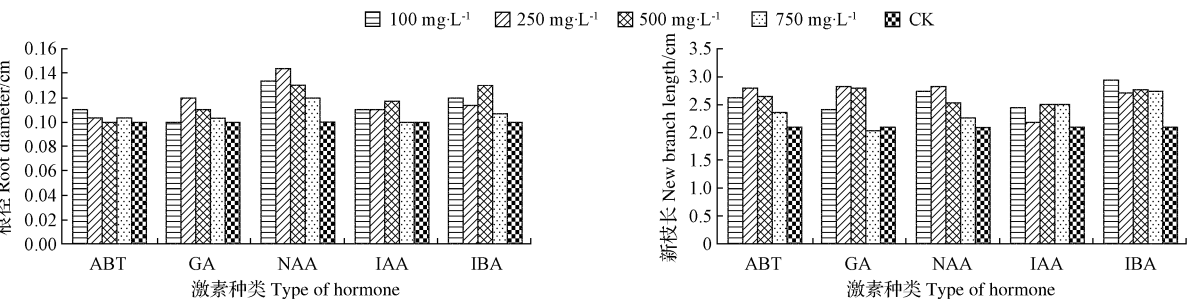 100 mg·L⁻¹ 250 mg·L⁻¹ 500 mg·L⁻¹ 750 mg·L⁻¹ CK
根径 Root diameter/cm
0.16
0.14
0.12
0.10
0.08
0.06
0.04
0.02
0.00
ABT GA NAA IAA IBA
激素种类 Type of hormone
新枝长 New branch length/cm
3.5
3.0
2.5
2.0
1.5
1.0
0.5
0
ABT GA NAA IAA IBA
激素种类 Type of hormone